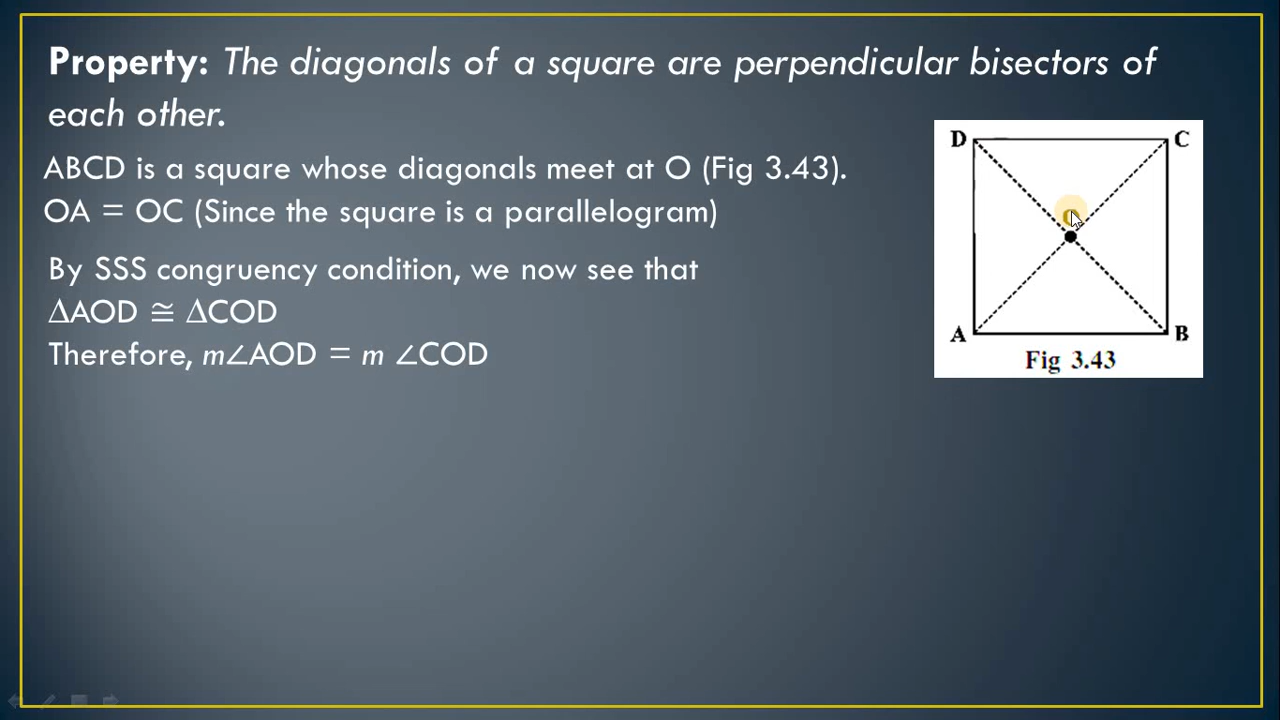 Property: The diagonals of a square are perpendicular bisectors of
each other.
ABCD is a square whose diagonals meet at O (Fig 3.43).
OA = OC (Since the square is a parallelogram)
By SSS congruency condition, we now see that
∆AOD ≅ ∆COD
Therefore, m∠AOD = m ∠COD
D C
O
A B
Fig 3.43